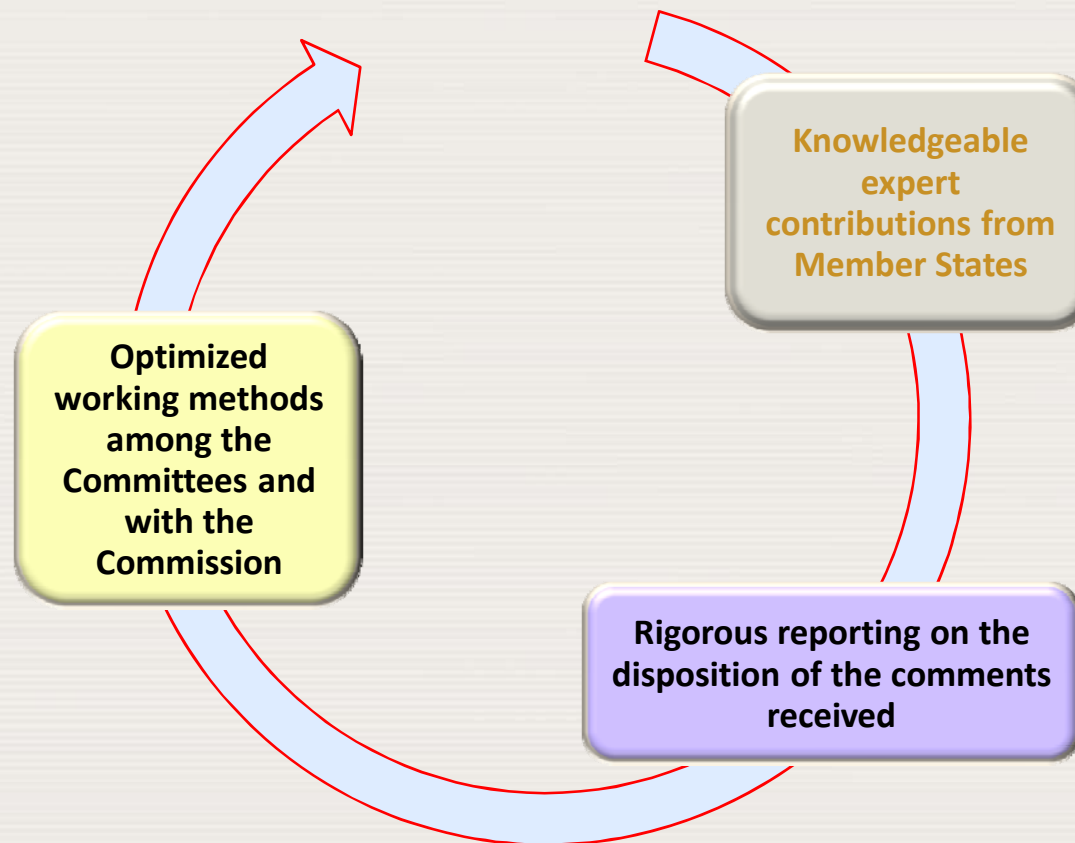 Knowledgeable
expert
contributions from
Member States
Optimized
working methods
among the
Committees and
with the
Commission
Rigorous reporting on the
disposition of the comments
received